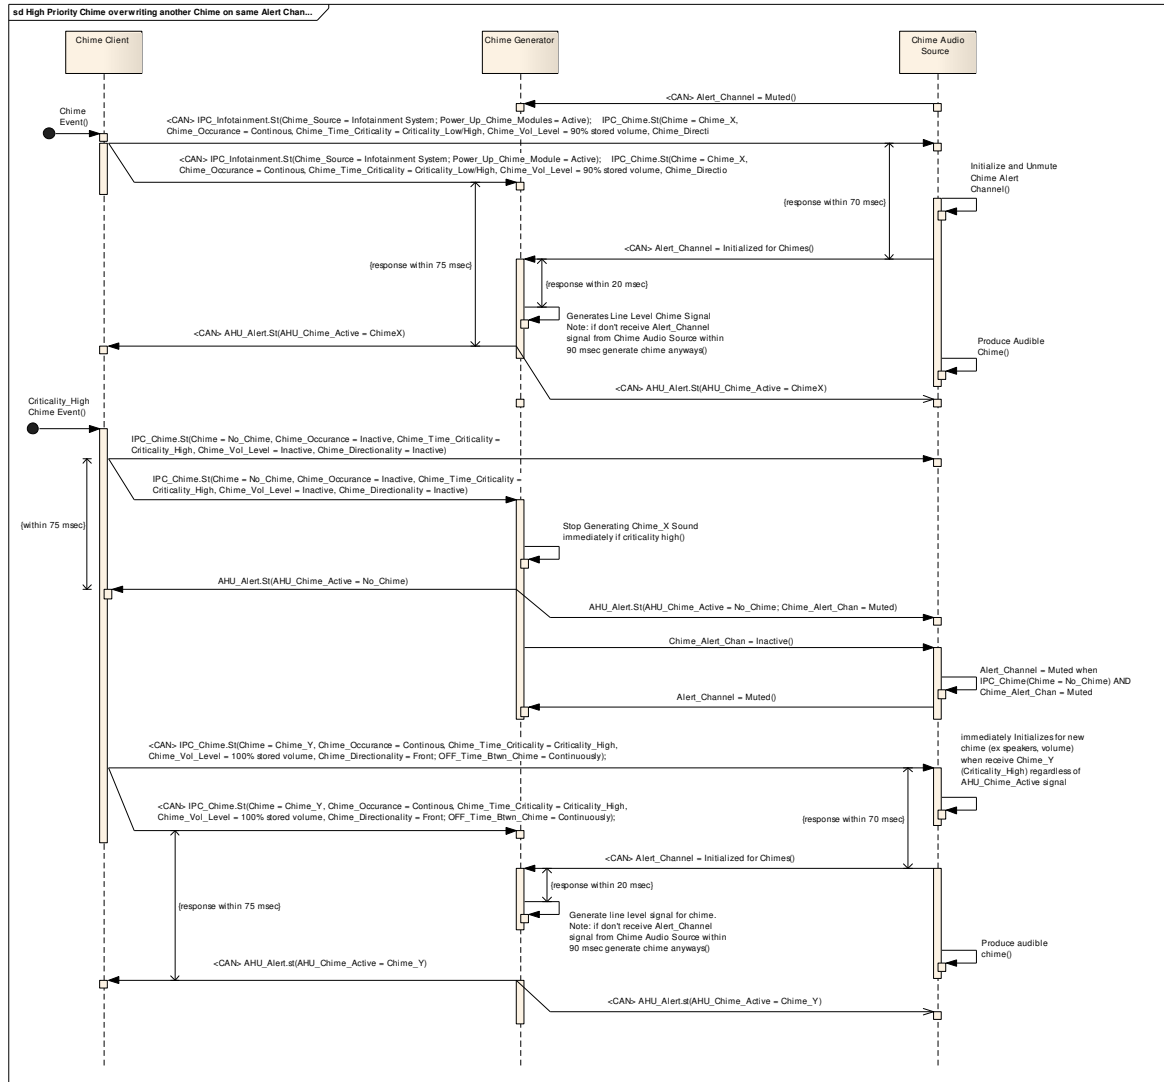 sd High Priority Chime overwriting another Chime on same Alert Chan...
Chime Client
Chime Generator
Chime Audio
Source
<CAN> Alert_Channel = Muted()
Chime
Event()
<CAN> IPC_Infotainment.St(Chime_Source = Infotainment System; Power_Up_Chime_Modules = Active);    IPC_Chime.St(Chime = Chime_X,
Chime_Occurance = Continous, Chime_Time_Criticality = Criticality_Low/High, Chime_Vol_Level = 90% stored volume, Chime_Directi
<CAN> IPC_Infotainment.St(Chime_Source = Infotainment System; Power_Up_Chime_Module = Active);    IPC_Chime.St(Chime = Chime_X,
Chime_Occurance = Continous, Chime_Time_Criticality = Criticality_Low/High, Chime_Vol_Level = 90% stored volume, Chime_Directio
Initialize and Unmute
Chime Alert
Channel()
{response within 70 msec}
<CAN> Alert_Channel = Initialized for Chimes()
{response within 75 msec}
{response within 20 msec}
Generates Line Level Chime Signal
Note: if don't receive Alert_Channel
signal from Chime Audio Source within
90 msec generate chime anyways()
<CAN> AHU_Alert.St(AHU_Chime_Active = ChimeX)
Produce Audible
Chime()
<CAN> AHU_Alert.St(AHU_Chime_Active = ChimeX)
Criticality_High
Chime Event()
IPC_Chime.St(Chime = No_Chime, Chime_Occurance = Inactive, Chime_Time_Criticality =
Criticality_High, Chime_Vol_Level = Inactive, Chime_Directionality = Inactive)
IPC_Chime.St(Chime = No_Chime, Chime_Occurance = Inactive, Chime_Time_Criticality =
Criticality_High, Chime_Vol_Level = Inactive, Chime_Directionality = Inactive)
{within 75 msec}
Stop Generating Chime_X Sound
immediately if criticality high()
AHU_Alert.St(AHU_Chime_Active = No_Chime)
AHU_Alert.St(AHU_Chime_Active = No_Chime; Chime_Alert_Chan = Muted)
Chime_Alert_Chan = Inactive()
Alert_Channel = Muted when
IPC_Chime(Chime = No_Chime) AND
Chime_Alert_Chan = Muted
Alert_Channel = Muted()
<CAN> IPC_Chime.St(Chime = Chime_Y, Chime_Occurance = Continous, Chime_Time_Criticality = Criticality_High,
Chime_Vol_Level = 100% stored volume, Chime_Directionality = Front; OFF_Time_Btwn_Chime = Continuously);
immediately Initializes for new
chime (ex speakers, volume)
when receive Chime_Y
(Criticality_High) regardless of
AHU_Chime_Active signal
<CAN> IPC_Chime.St(Chime = Chime_Y, Chime_Occurance = Continous, Chime_Time_Criticality = Criticality_High,
Chime_Vol_Level = 100% stored volume, Chime_Directionality = Front; OFF_Time_Btwn_Chime = Continuously);
{response within 70 msec}
<CAN> Alert_Channel = Initialized for Chimes()
{response within 20 msec}
{response within 75 msec}
Generate line level signal for chime.
Note: if don't receive Alert_Channel
signal from Chime Audio Source within
90 msec generate chime anyways()
Produce audible
chime()
<CAN> AHU_Alert.st(AHU_Chime_Active = Chime_Y)
<CAN> AHU_Alert.st(AHU_Chime_Active = Chime_Y)